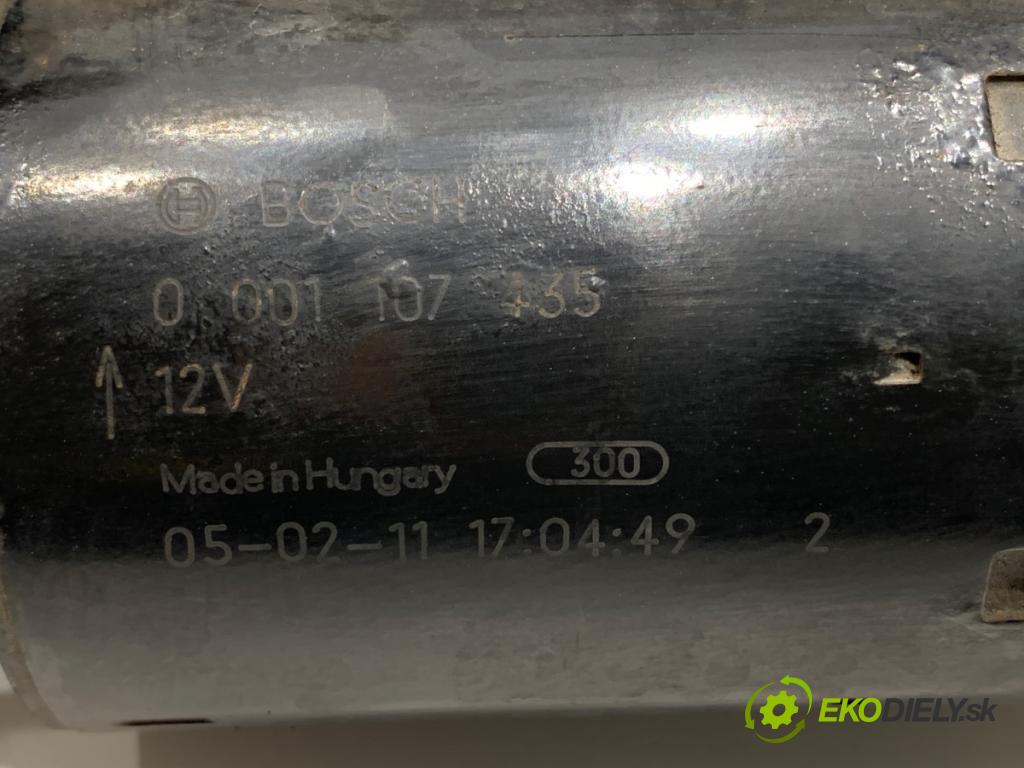 BOSCH
0 001 107 435
12V
Made in Hungary 300
05-02-11 17:04:49 2
EKODIELY.sk